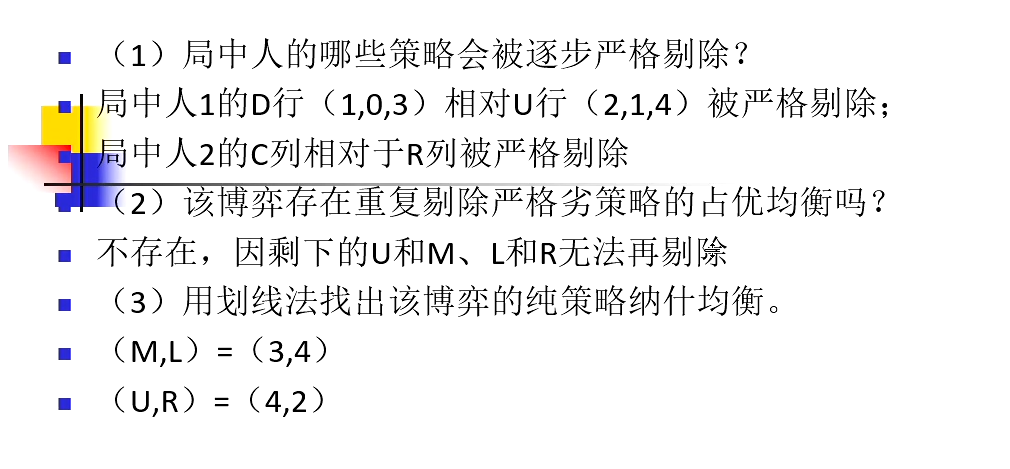 （1）局中人的哪些策略会被逐步严格剔除？
局中人1的D行（1,0,3）相对U行（2,1,4）被严格剔除；
局中人2的C列相对于R列被严格剔除
（2）该博弈存在重复剔除严格劣策略的占优均衡吗？
不存在，因剩下的U和M、L和R无法再剔除
（3）用划线法找出该博弈的纯策略纳什均衡。
（M,L）=（3,4）
（U,R）=（4,2）